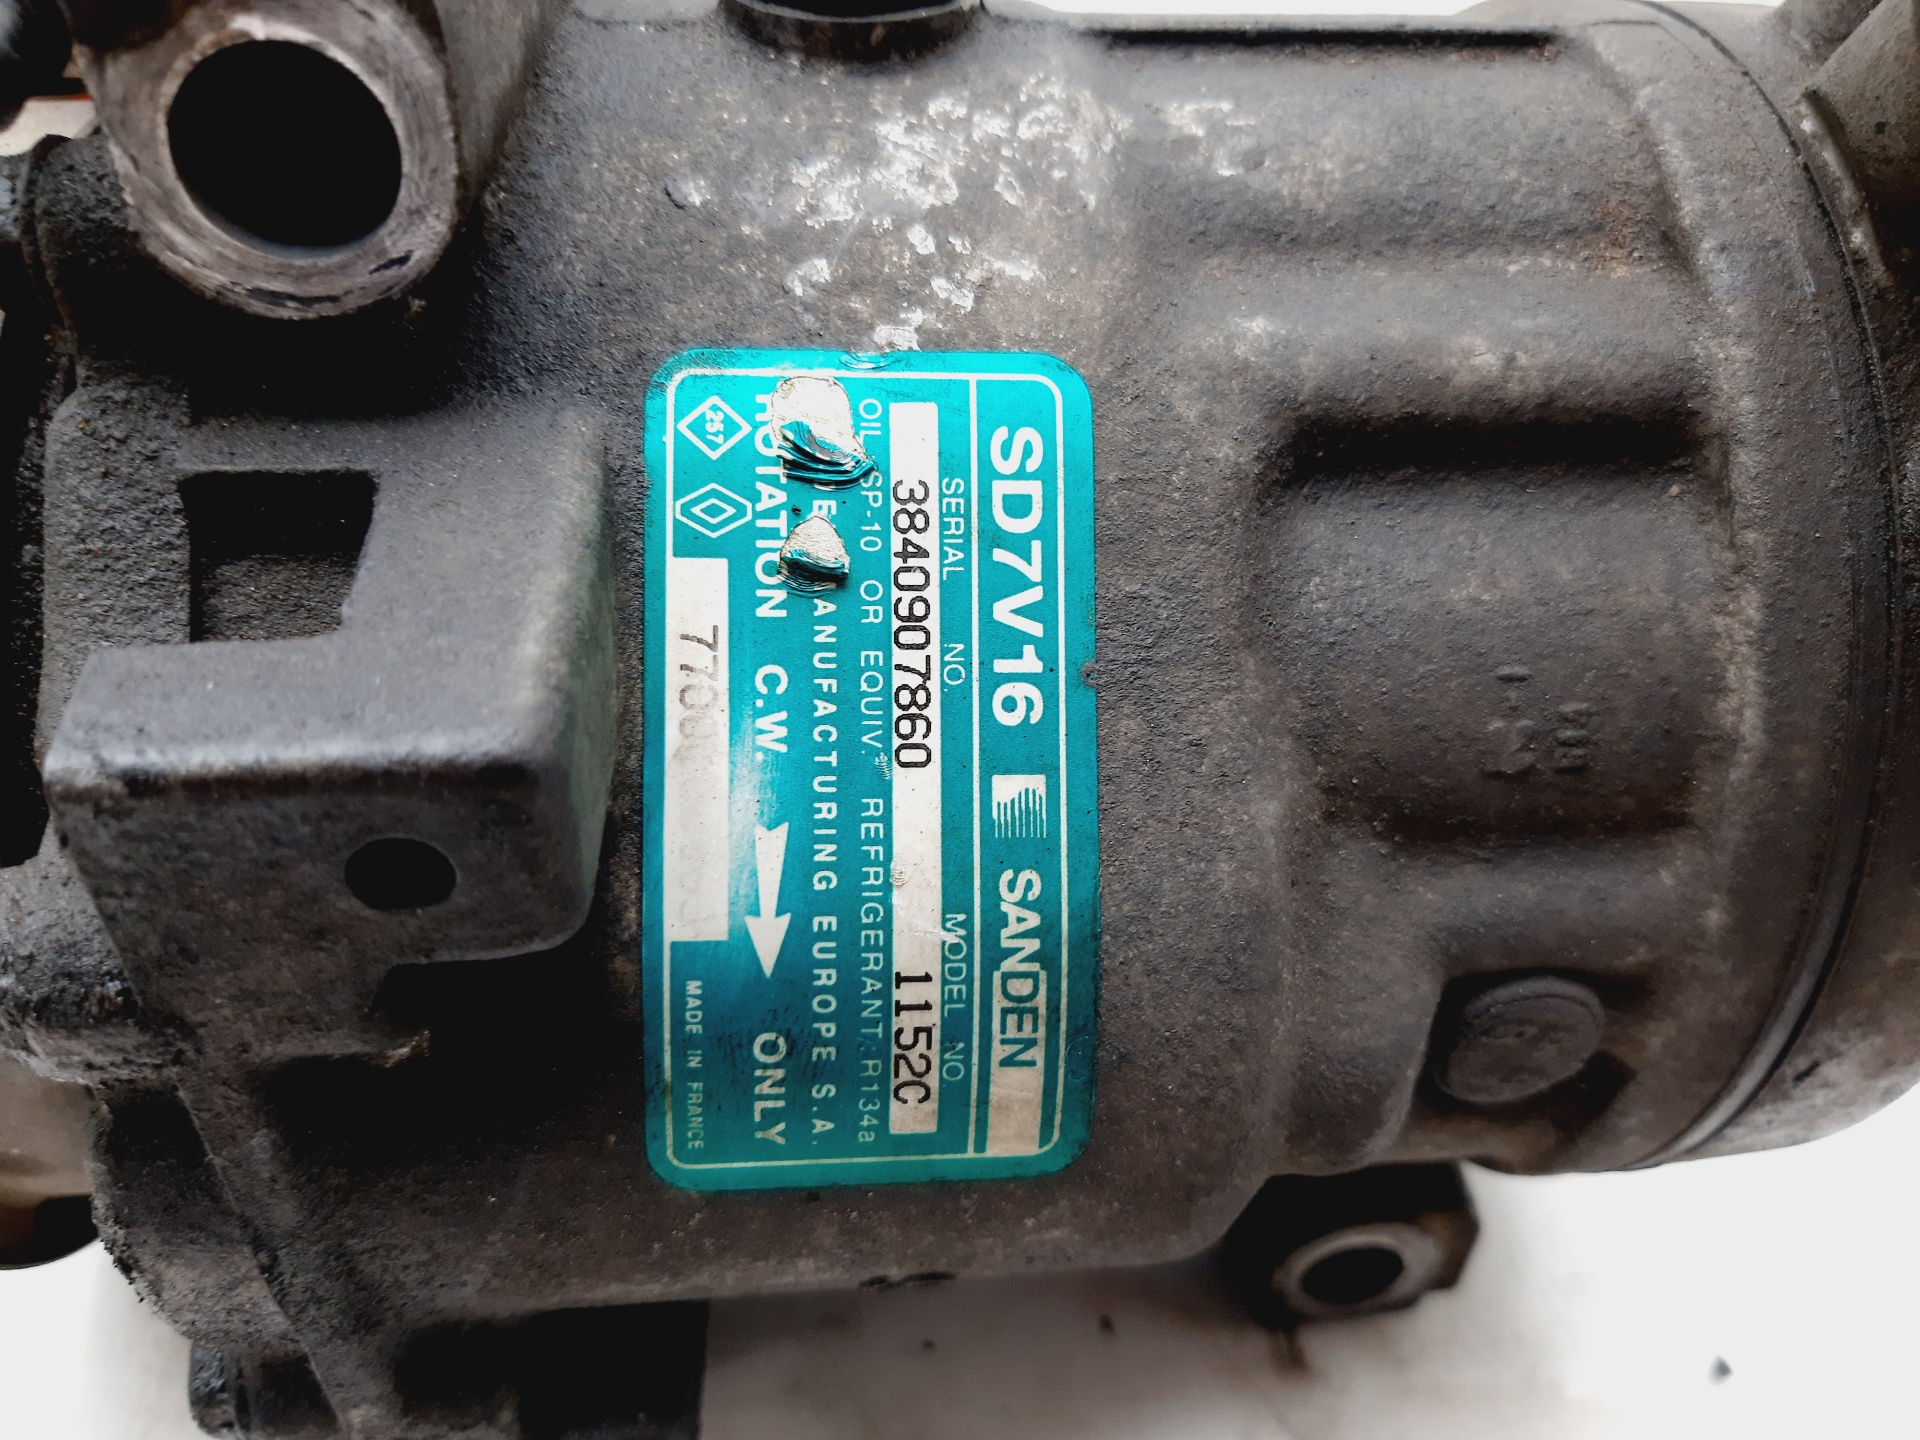 SD7V16 SANDEN
SERIAL NO. MODEL NO
3840907860 1152C
OIL SP-10 OR EQUIV. REFRIGERANT: R134a
MANUFACTURING EUROPE S.A.
ROTATION C.W. ONLY
257
MADE IN FRANCE